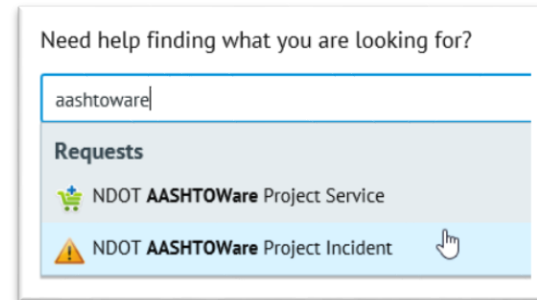 Need help finding what you are looking for?
aashtoware
Requests
NDOT AASHTOWare Project Service
NDOT AASHTOWare Project Incident